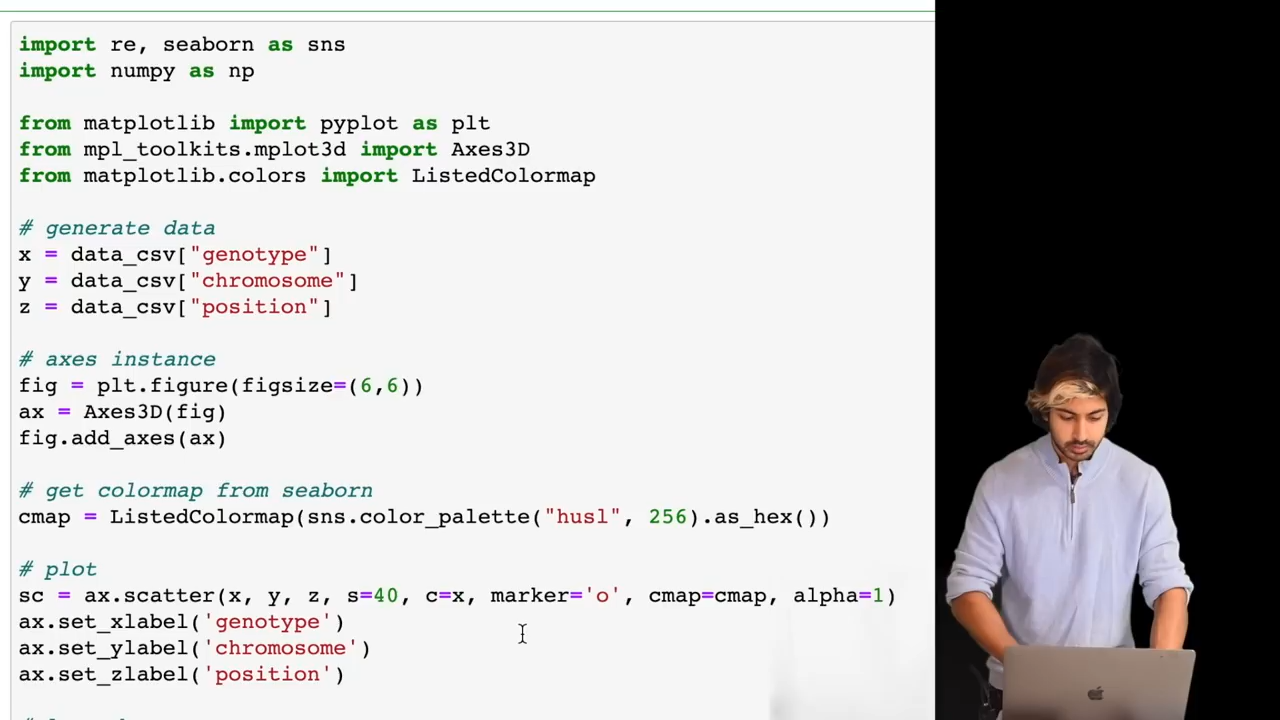 import re, seaborn as sns
import numpy as np
from matplotlib import pyplot as plt
from mpl_toolkits.mplot3d import Axes3D
from matplotlib.colors import ListedColormap
# generate data
x = data_csv["genotype"]
y = data_csv["chromosome"]
z = data_csv["position"]
# axes instance
fig = plt.figure(figsize=(6,6))
ax = Axes3D(fig)
fig.add_axes(ax)
# get colormap from seaborn
cmap = ListedColormap(sns.color_palette("husl", 256).as_hex())
# plot
sc = ax.scatter(x, y, z, s=40, c=x, marker='o', cmap=cmap, alpha=1)
ax.set_xlabel('genotype')
ax.set_ylabel('chromosome')
ax.set_zlabel('position')